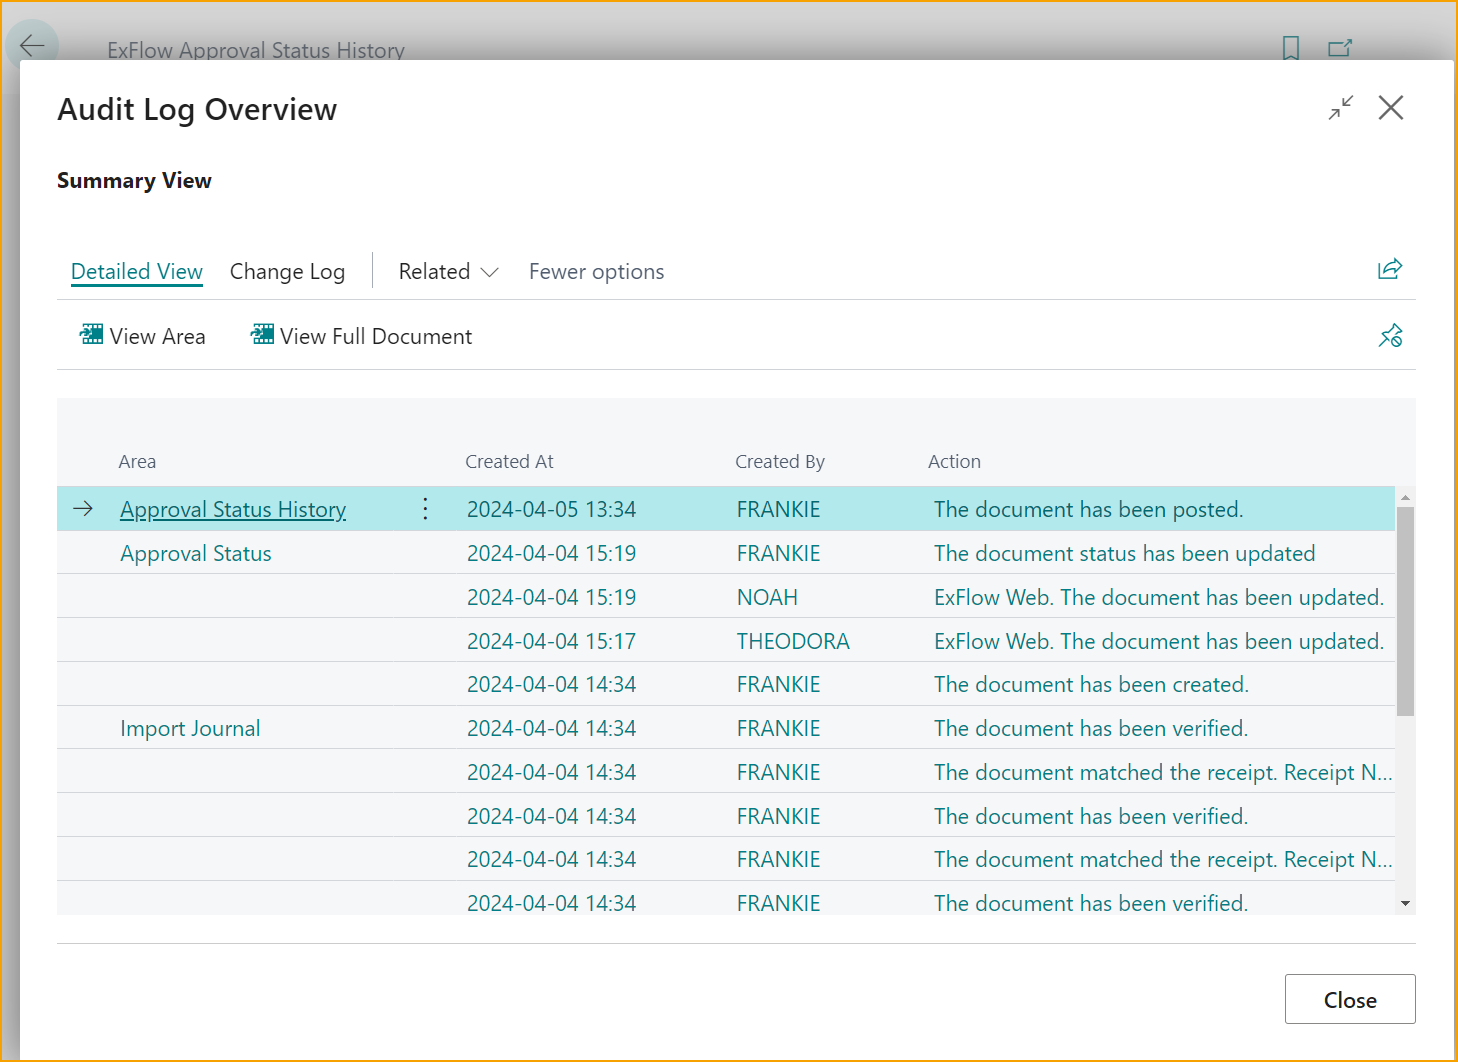 ExFlow Approval Status History
Audit Log Overview
Summary View
Detailed View Change Log Related Fewer options
View Area View Full Document
Area Created At Created By Action
Approval Status History 2024-04-05 13:34 FRANKIE The document has been posted.
Approval Status 2024-04-04 15:19 FRANKIE The document status has been updated
2024-04-04 15:19 NOAH ExFlow Web. The document has been updated.
2024-04-04 15:17 THEODORA ExFlow Web. The document has been updated.
2024-04-04 14:34 FRANKIE The document has been created.
Import Journal 2024-04-04 14:34 FRANKIE The document has been verified.
2024-04-04 14:34 FRANKIE The document matched the receipt. Receipt N...
2024-04-04 14:34 FRANKIE The document has been verified.
2024-04-04 14:34 FRANKIE The document matched the receipt. Receipt N...
2024-04-04 14:34 FRANKIE The document has been verified.
Close